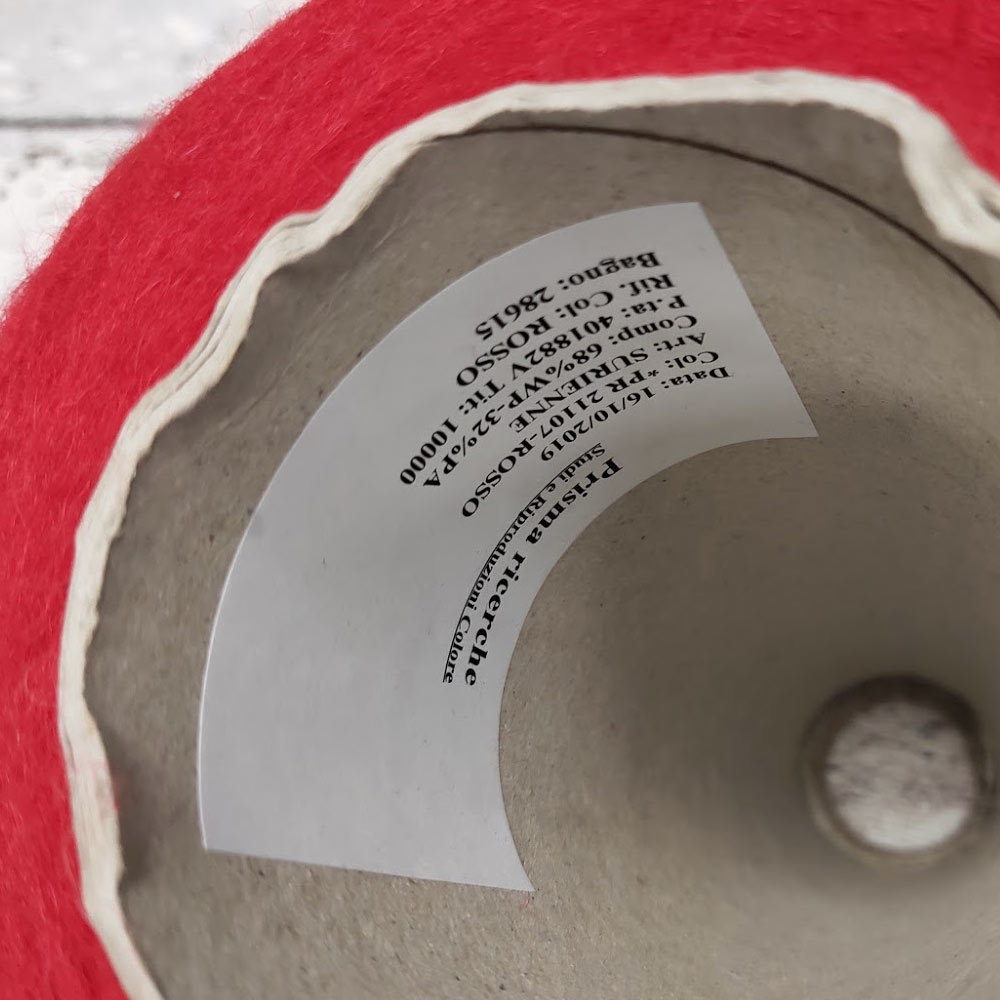 Prisma ricerche
Studi e Riproduzioni Colore
Data: 16/10/2019
Col: *PR 21107-ROSSO
Art: SURIENNE
Comp: 68%WP-32%PA
P.ta: 401882V Tit: 10000
Rif. Col: ROSSO
Bagno: 28615